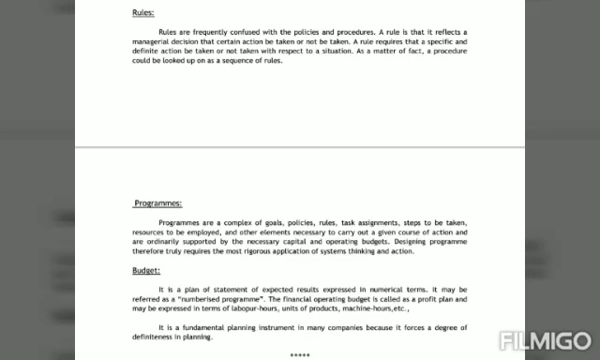 Rules:
Rules are frequently confused with the policies and procedures. A rule is that it reflects a
managerial decision that certain action be taken or not be taken. A rule requires that a specific and
definite action be taken or not taken with respect to a situation. As a matter of fact, a procedure
could be looked up on as a sequence of rules.
Programmes:
Programmes are a complex of goals, policies, rules, task assignments, steps to be taken,
resources to be employed, and other elements necessary to carry out a given course of action and
are ordinarily supported by the necessary capital and operating budgets. Designing programme
therefore truly requires the most rigorous application of systems thinking and action.
Budget:
It is a plan of statement of expected results expressed in numerical terms. It may be
referred as a "numberised programme". The financial operating budget is called as a profit plan and
may be expressed in terms of labopur-hours, units of products, machine-hours,etc.,
It is a fundamental planning instrument in many companies because it forces a degree of
definiteness in planning.
*****
FILMIGO